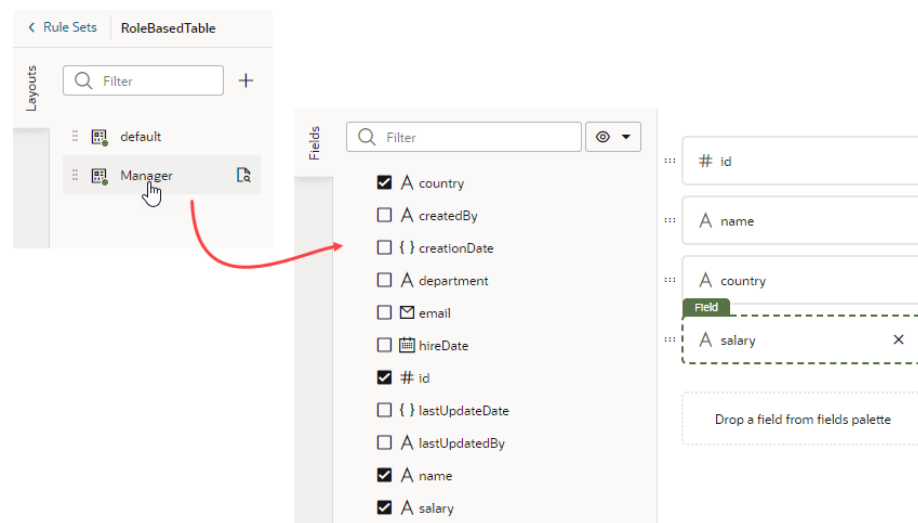 Rule Sets RoleBasedTable
Layouts
Filter
default
Manager
Fields
Filter
A country
A createdBy
{ } creationDate
A department
email
hireDate
# id
{ } lastUpdateDate
A lastUpdatedBy
A name
A salary
# id
A name
A country
Field
A salary
Drop a field from fields palette